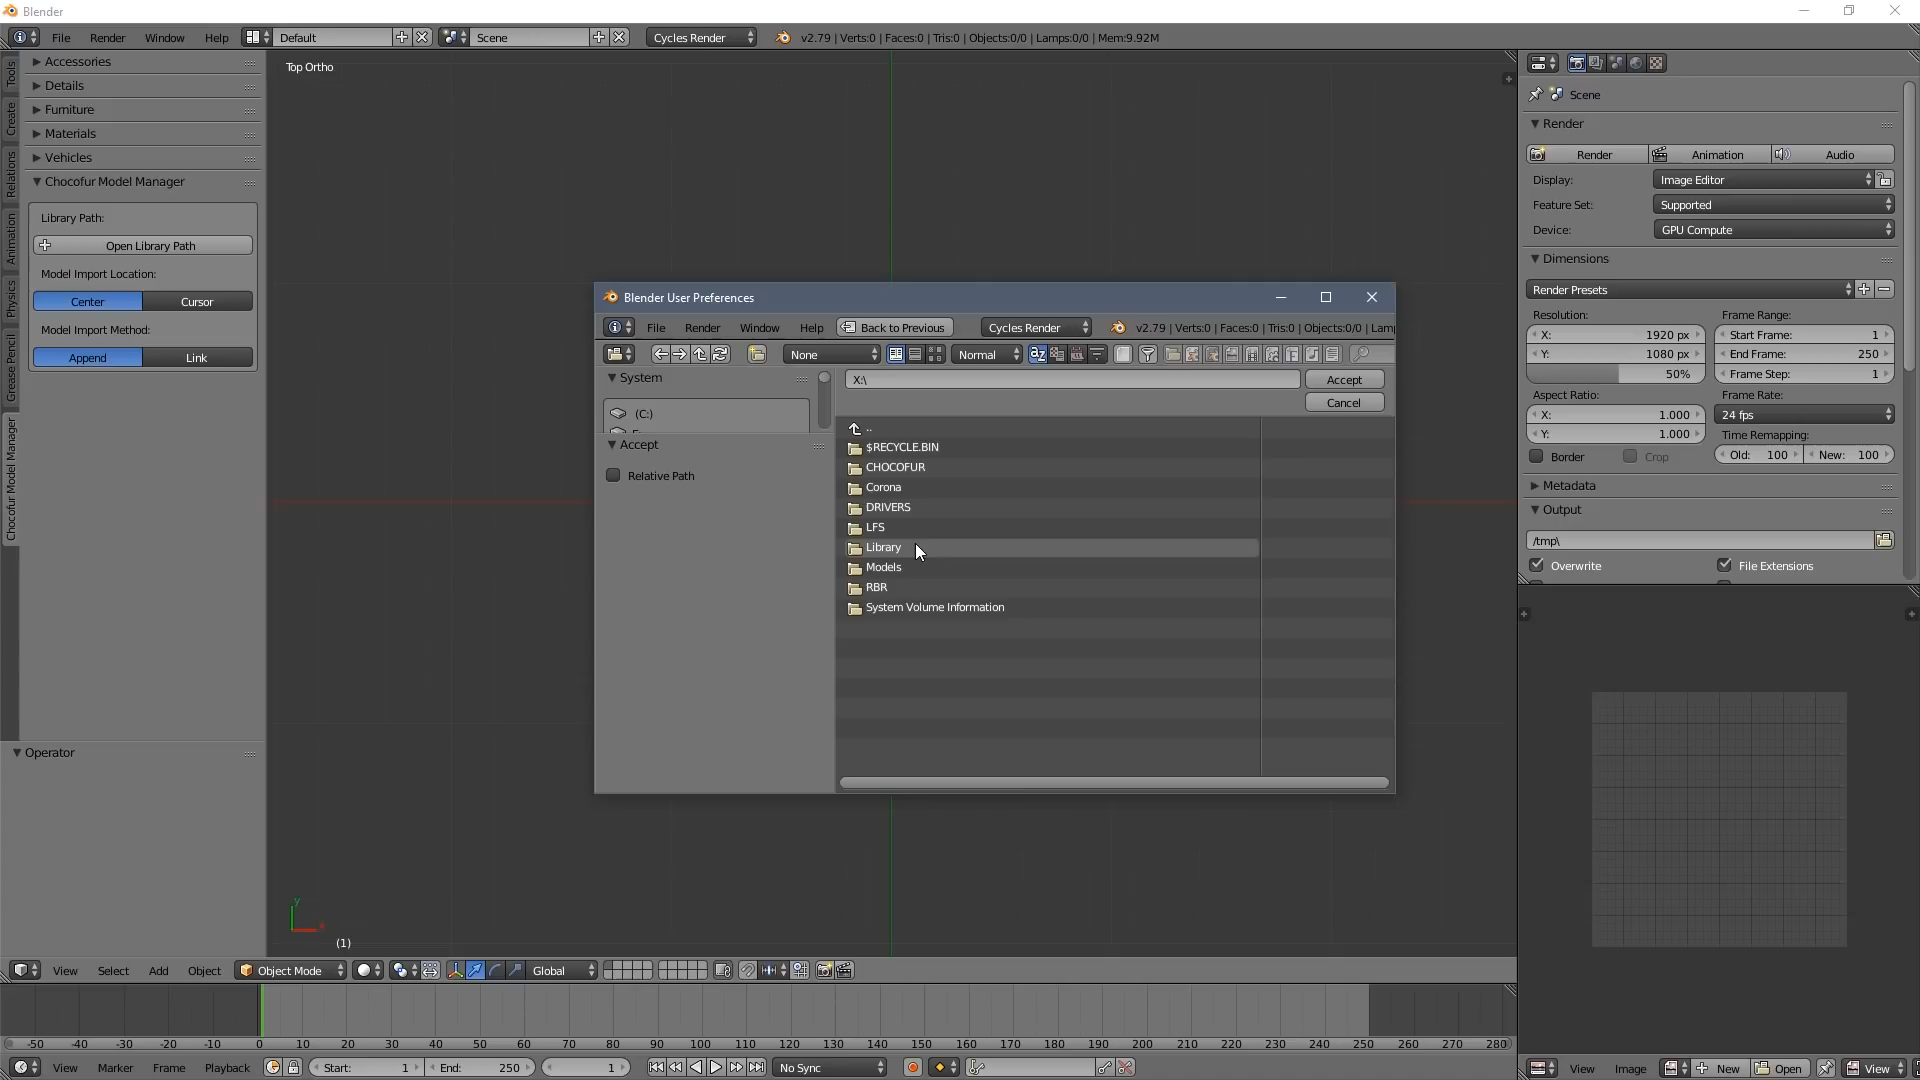 Blender
File Render Window Help Default Scene Cycles Render v2.79 | Verts:0 | Faces:0 | Tris:0 | Objects:0/0 | Lamps:0/0 | Mem:9.92M
Tools
Create
Relations
Animation
Physics
Grease Pencil
Chocofur Model Manager
Accessories
Details
Furniture
Materials
Vehicles
Chocofur Model Manager
Library Path:
Open Library Path
Model Import Location:
Center Cursor
Model Import Method:
Append Link
Operator
Top Ortho
y
(1)
Blender User Preferences
File Render Window Help Back to Previous Cycles Render v2.79 | Verts:0 | Faces:0 | Tris:0 | Objects:0/0 | Lam
None Normal
System
(C:)
Accept
Relative Path
X:\
Accept
Cancel
..
$RECYCLE.BIN
CHOCOFUR
Corona
DRIVERS
LFS
Library
Models
RBR
System Volume Information
Scene
Render
Render Animation Audio
Display: Image Editor
Feature Set: Supported
Device: GPU Compute
Dimensions
Render Presets
Resolution: Frame Range:
X: 1920 px Start Frame: 1
Y: 1080 px End Frame: 250
50% Frame Step: 1
Aspect Ratio: Frame Rate:
X: 1.000 24 fps
Y: 1.000 Time Remapping:
Border Crop Old: 100 New: 100
Metadata
Output
/tmp\
Overwrite File Extensions
View Select Add Object Object Mode Global
-50 -40 -30 -20 -10 0 10 20 30 40 50 60 70 80 90 100 110 120 130 140 150 160 170 180 190 200 210 220 230 240 250 260 270 280
View Marker Frame Playback Start: 1 End: 250 1 No Sync
View Image New Open View